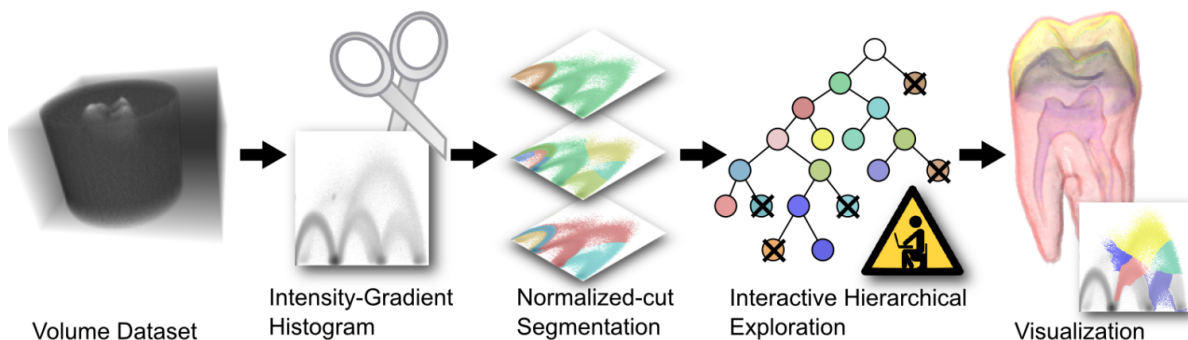 Volume Dataset
Intensity-Gradient
Histogram
Normalized-cut
Segmentation
Interactive Hierarchical
Exploration
Visualization